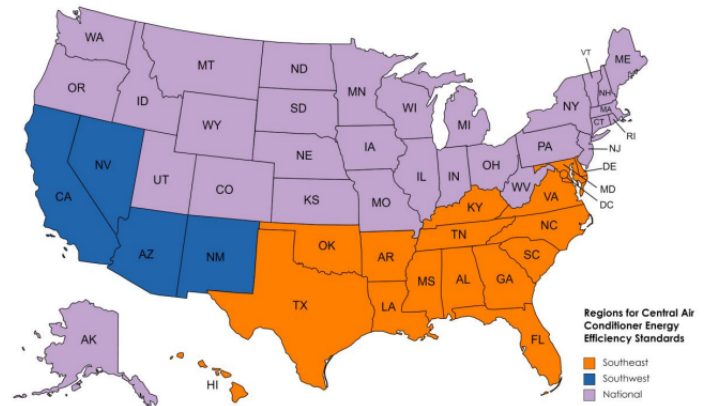 WA
MT
ND
MN
VT
ME
OR
ID
SD
WI
NH
NY
MA
WY
MI
CT
RI
IA
PA
NJ
NE
NV
OH
DE
UT
IL
IN
CO
WV
MD
CA
KS
MO
VA
KY
DC
NC
TN
OK
AZ
NM
AR
SC
MS
AL
GA
TX
LA
Regions for Central Air
Conditioner Energy
Efficiency Standards
AK
FL
Southeast
HI
Southwest
National